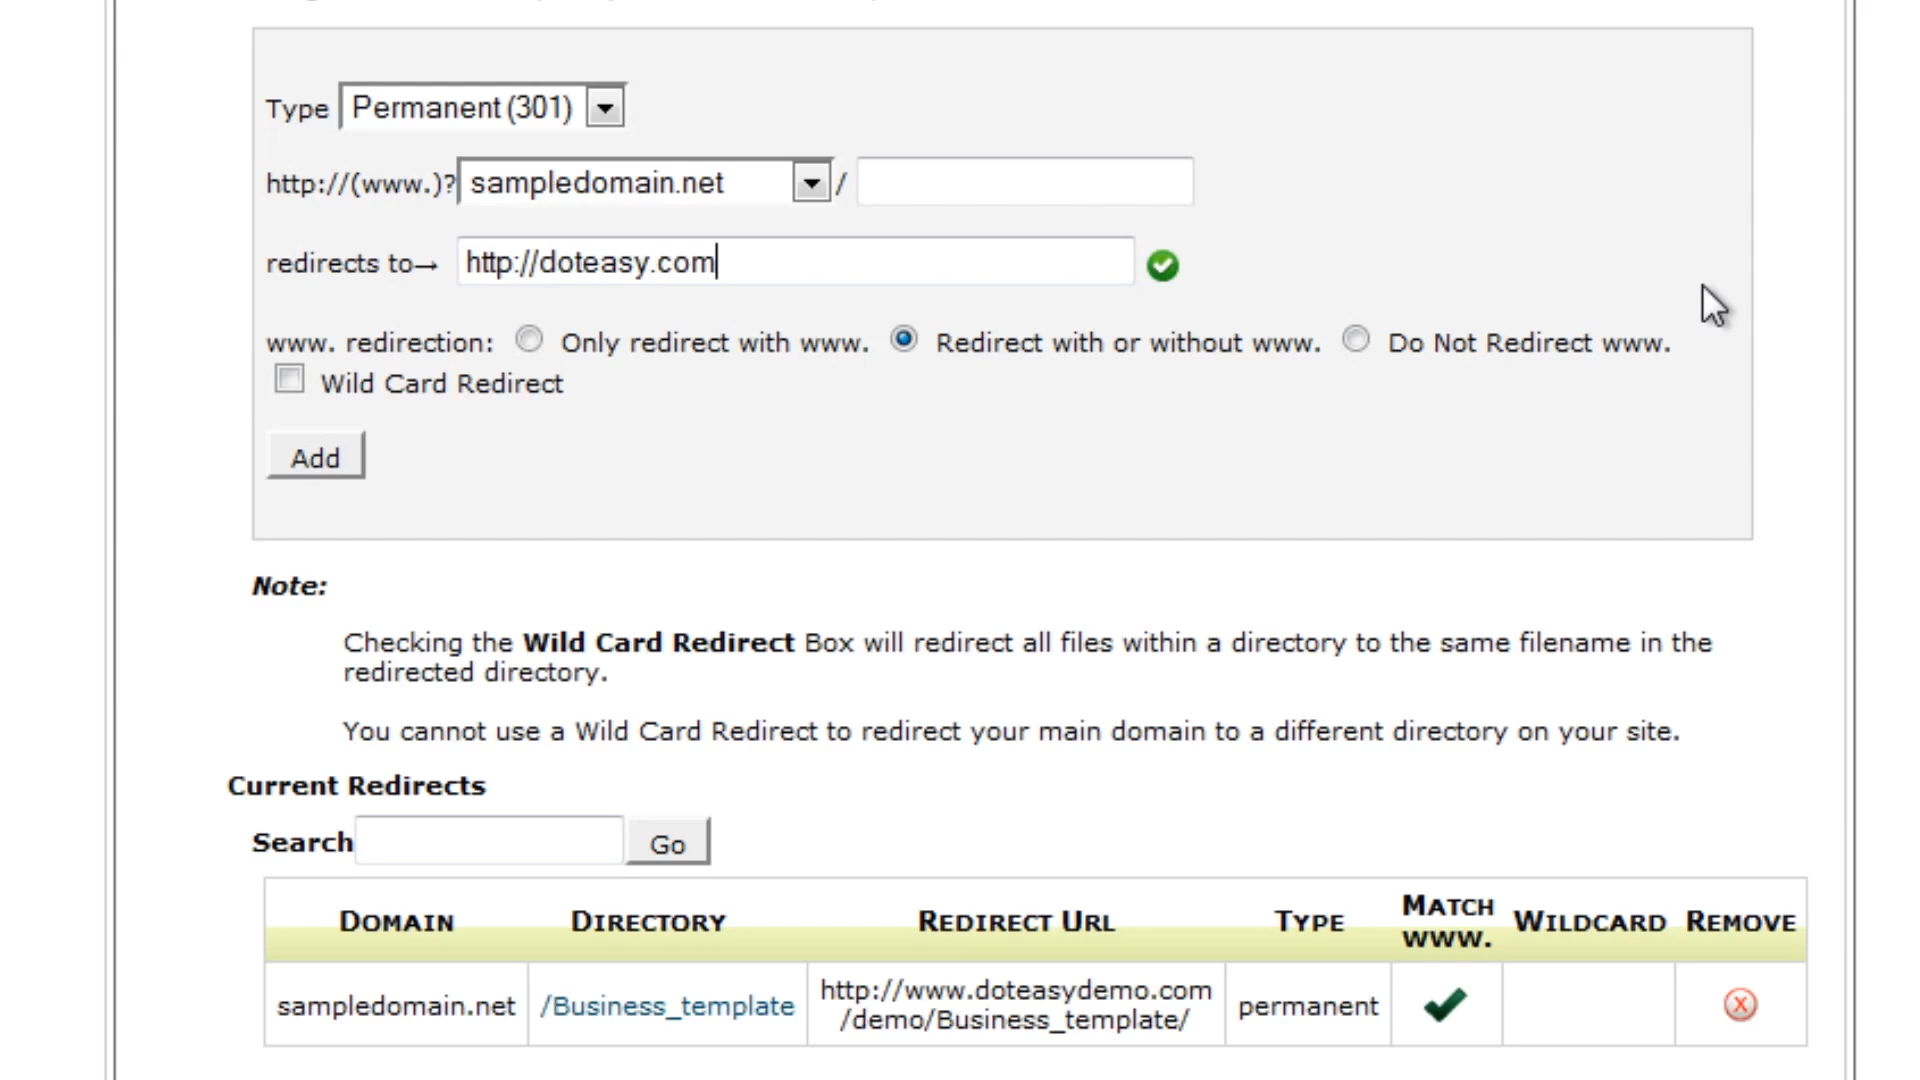 Type Permanent (301)
http://(www.)? sampledomain.net /
redirects to→ http://doteasy.com
www. redirection: Only redirect with www. Redirect with or without www. Do Not Redirect www.
Wild Card Redirect
Add
Note:
Checking the Wild Card Redirect Box will redirect all files within a directory to the same filename in the
redirected directory.
You cannot use a Wild Card Redirect to redirect your main domain to a different directory on your site.
Current Redirects
Search Go
DOMAIN DIRECTORY REDIRECT URL TYPE MATCH WWW. WILDCARD REMOVE
sampledomain.net /Business_template http://www.doteasydemo.com
/demo/Business_template/ permanent